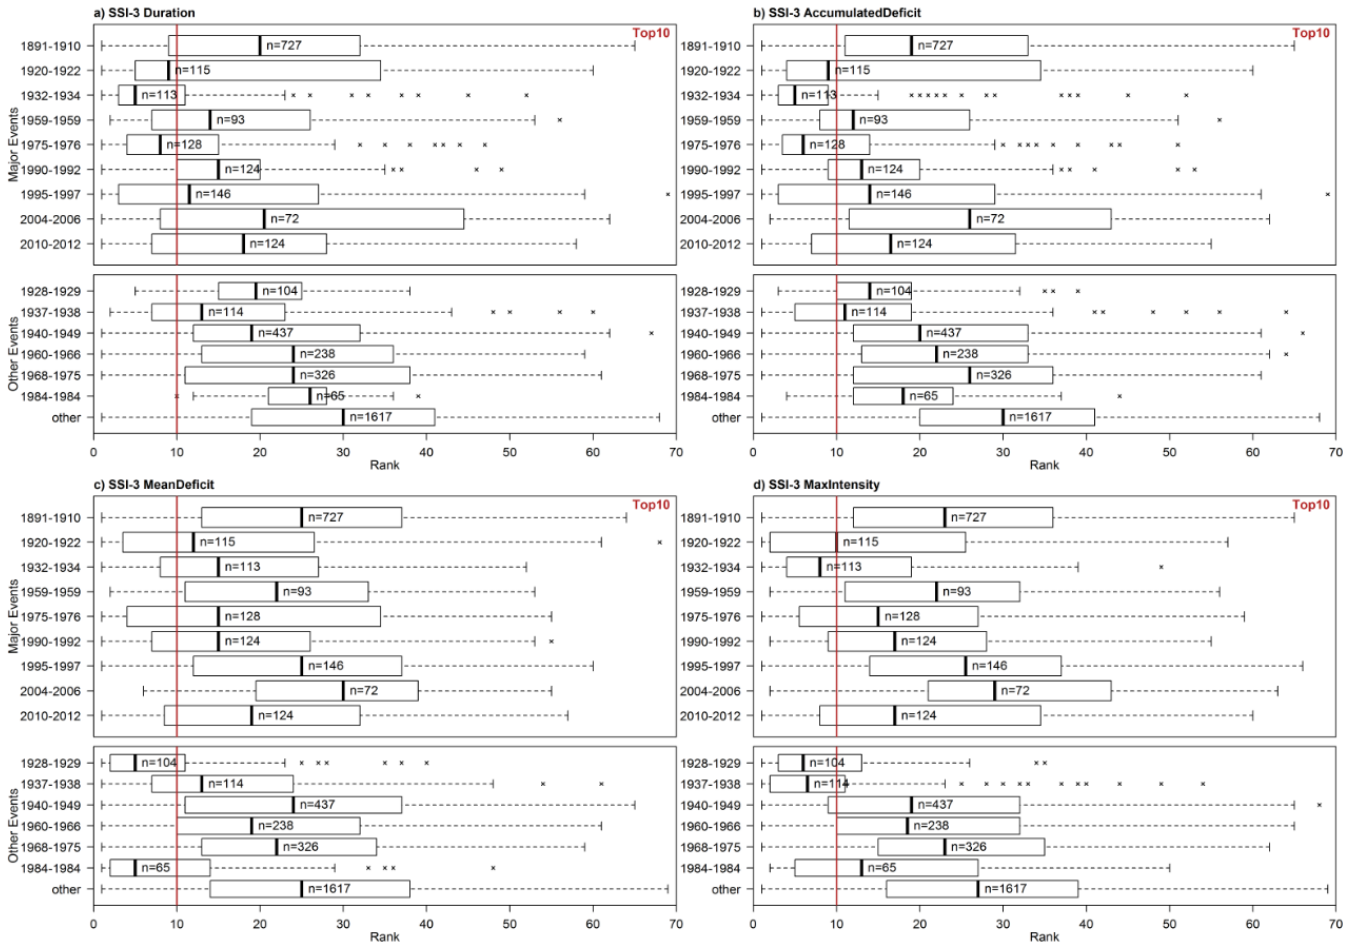 a) SSI-3 Duration
Top10
Major Events
1891-1910 n=727
1920-1922 n=115
1932-1934 n=113
1959-1959 n=93
1975-1976 n=128
1990-1992 n=124
1995-1997 n=146
2004-2006 n=72
2010-2012 n=124
Other Events
1928-1929 n=104
1937-1938 n=114
1940-1949 n=437
1960-1966 n=238
1968-1975 n=326
1984-1984 n=65
other n=1617
0 10 20 30 40 50 60 70
Rank
b) SSI-3 AccumulatedDeficit
Top10
1891-1910 n=727
1920-1922 n=115
1932-1934 n=113
1959-1959 n=93
1975-1976 n=128
1990-1992 n=124
1995-1997 n=146
2004-2006 n=72
2010-2012 n=124
1928-1929 n=104
1937-1938 n=114
1940-1949 n=437
1960-1966 n=238
1968-1975 n=326
1984-1984 n=65
other n=1617
0 10 20 30 40 50 60 70
Rank
c) SSI-3 MeanDeficit
Top10
Major Events
1891-1910 n=727
1920-1922 n=115
1932-1934 n=113
1959-1959 n=93
1975-1976 n=128
1990-1992 n=124
1995-1997 n=146
2004-2006 n=72
2010-2012 n=124
Other Events
1928-1929 n=104
1937-1938 n=114
1940-1949 n=437
1960-1966 n=238
1968-1975 n=326
1984-1984 n=65
other n=1617
0 10 20 30 40 50 60 70
Rank
d) SSI-3 MaxIntensity
Top10
1891-1910 n=727
1920-1922 n=115
1932-1934 n=113
1959-1959 n=93
1975-1976 n=128
1990-1992 n=124
1995-1997 n=146
2004-2006 n=72
2010-2012 n=124
1928-1929 n=104
1937-1938 n=114
1940-1949 n=437
1960-1966 n=238
1968-1975 n=326
1984-1984 n=65
other n=1617
0 10 20 30 40 50 60 70
Rank